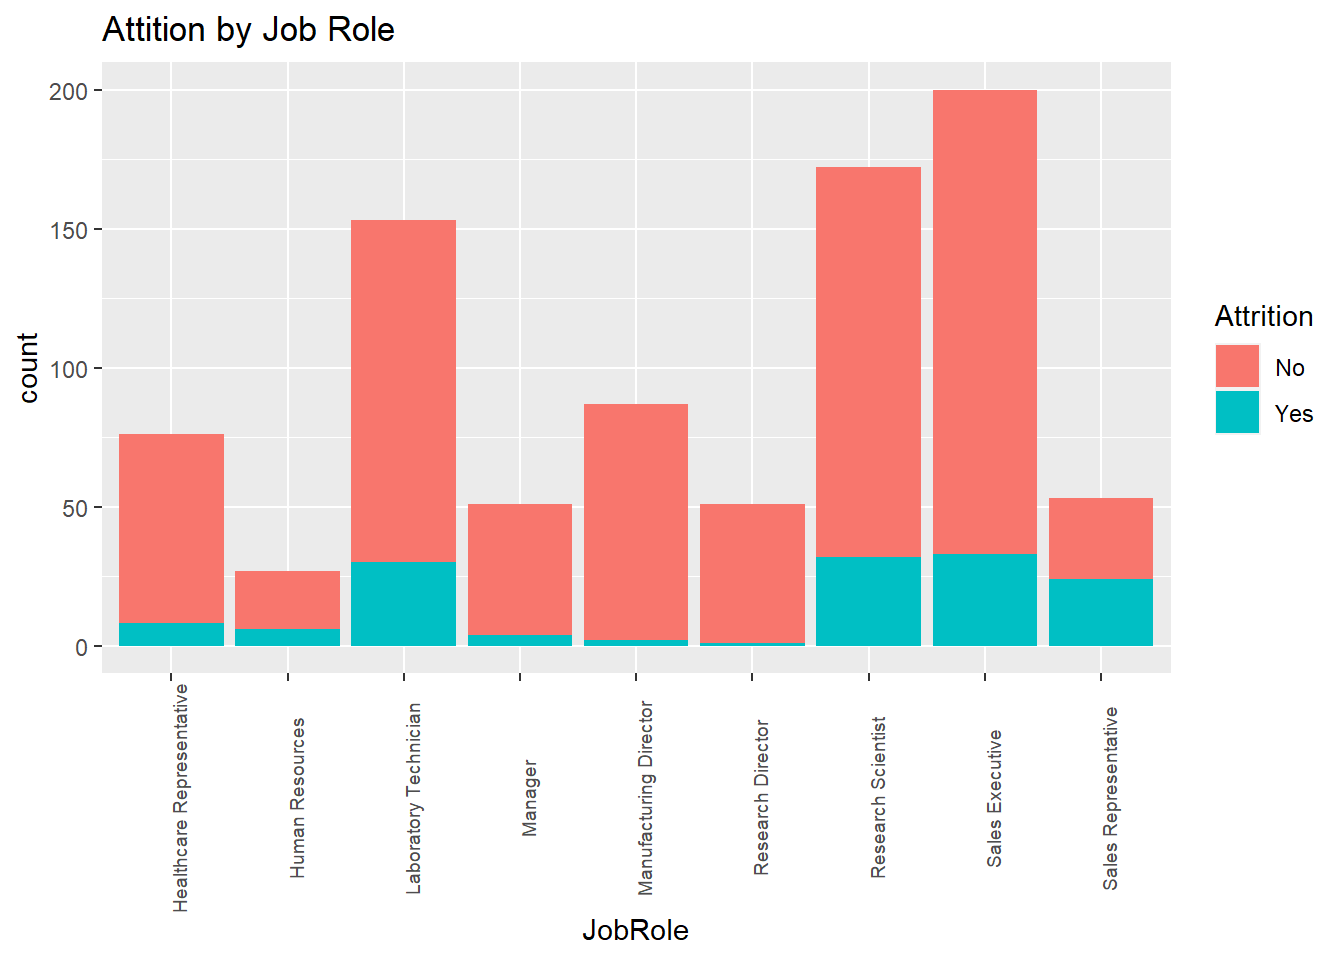 Attition by Job Role
count
200
150
100
50
0
Healthcare Representative
Human Resources
Laboratory Technician
Manager
Manufacturing Director
Research Director
Research Scientist
Sales Executive
Sales Representative
JobRole
Attrition
No
Yes